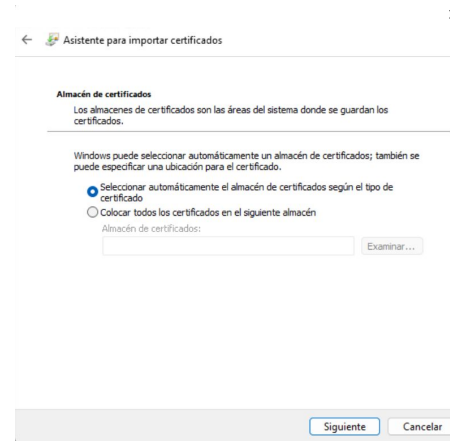 Asistente para importar certificados
Almacén de certificados
Los almacenes de certificados son las áreas del sistema donde se guardan los
certificados.
Windows puede seleccionar automáticamente un almacén de certificados; también se
puede especificar una ubicación para el certificado.
Seleccionar automáticamente el almacén de certificados según el tipo de
certificado
Colocar todos los certificados en el siguiente almacén
Almacén de certificados:
Examinar...
Siguiente Cancelar